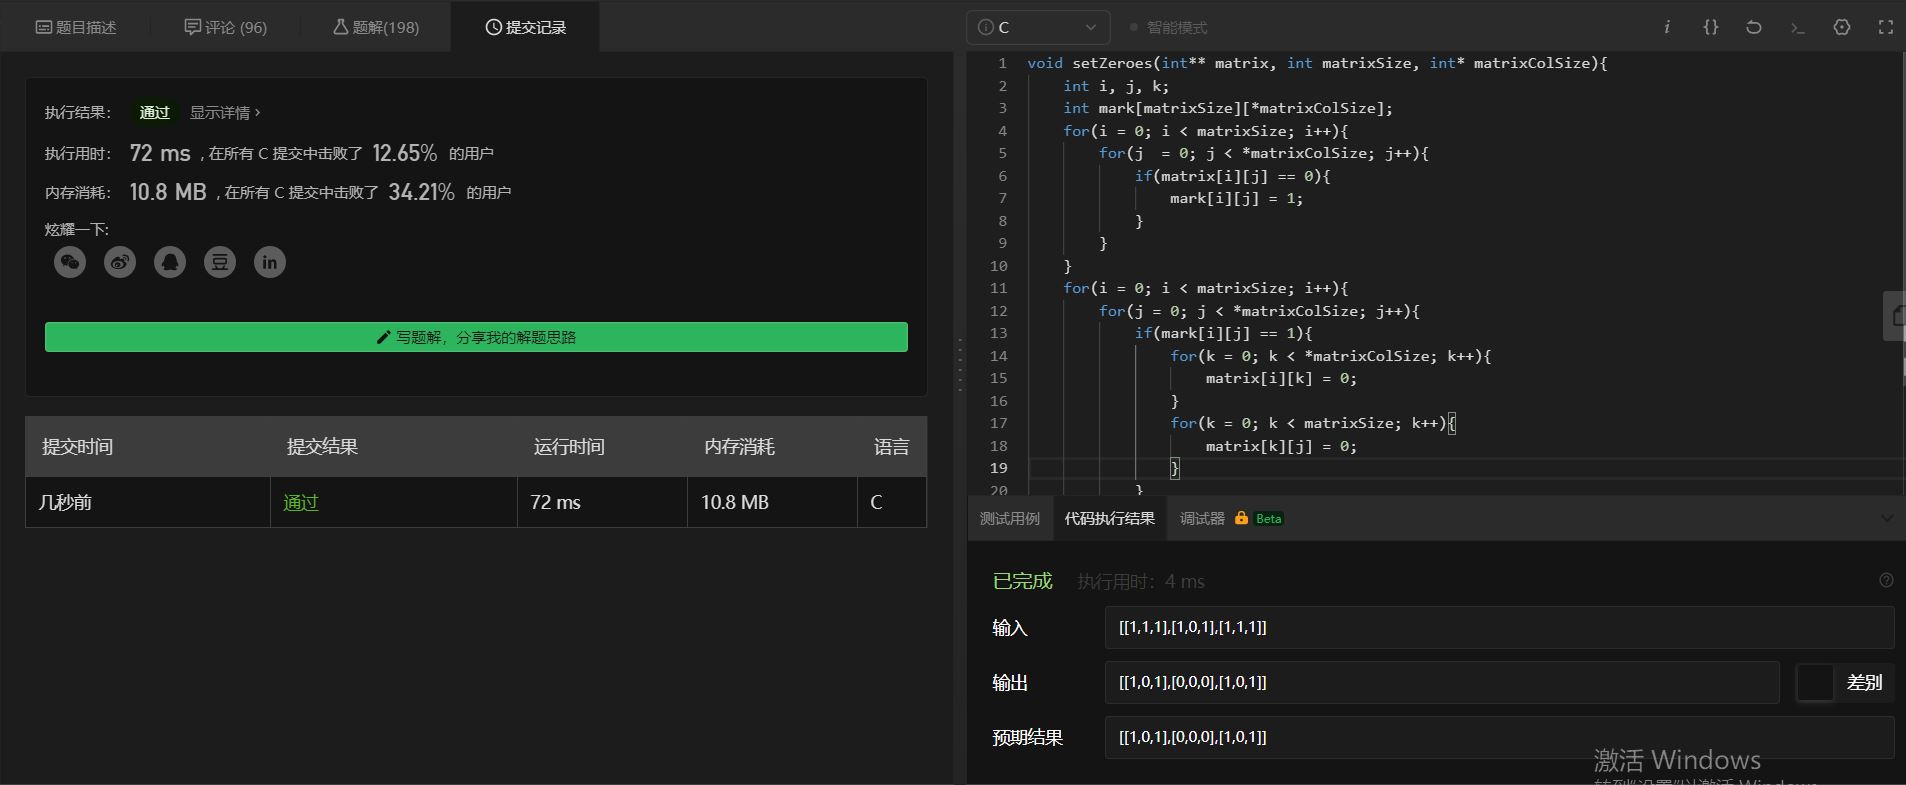 题目描述
评论 (96)
题解(198)
提交记录
执行结果：
通过
显示详情 ›
执行用时：
72 ms , 在所有 C 提交中击败了 12.65% 的用户
内存消耗：
10.8 MB , 在所有 C 提交中击败了 34.21% 的用户
炫耀一下:
豆
in
写题解，分享我的解题思路
提交时间 提交结果 运行时间 内存消耗 语言
几秒前 通过 72 ms 10.8 MB C
C
智能模式
i {}
1 void setZeroes(int** matrix, int matrixSize, int* matrixColSize){
2 int i, j, k;
3 int mark[matrixSize][*matrixColSize];
4 for(i = 0; i < matrixSize; i++){
5 for(j  = 0; j < *matrixColSize; j++){
6 if(matrix[i][j] == 0){
7 mark[i][j] = 1;
8 }
9 }
10 }
11 for(i = 0; i < matrixSize; i++){
12 for(j = 0; j < *matrixColSize; j++){
13 if(mark[i][j] == 1){
14 for(k = 0; k < *matrixColSize; k++){
15 matrix[i][k] = 0;
16 }
17 for(k = 0; k < matrixSize; k++){
18 matrix[k][j] = 0;
19 }
20 }
测试用例
代码执行结果
调试器
Beta
已完成
执行用时：4 ms
输入
[[1,1,1],[1,0,1],[1,1,1]]
输出
[[1,0,1],[0,0,0],[1,0,1]]
差别
预期结果
[[1,0,1],[0,0,0],[1,0,1]]
激活 Windows
转到"设置"以激活 Windows